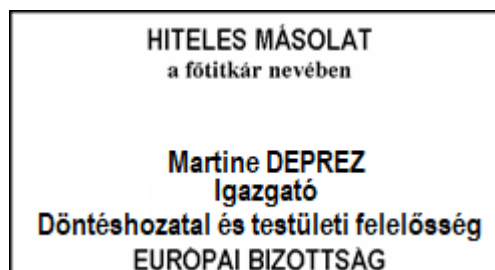 HITELES MÁSOLAT
a főtitkár nevében
Martine DEPREZ
Igazgató
Döntéshozatal és testületi felelősség
EURÓPAI BIZOTTSÁG